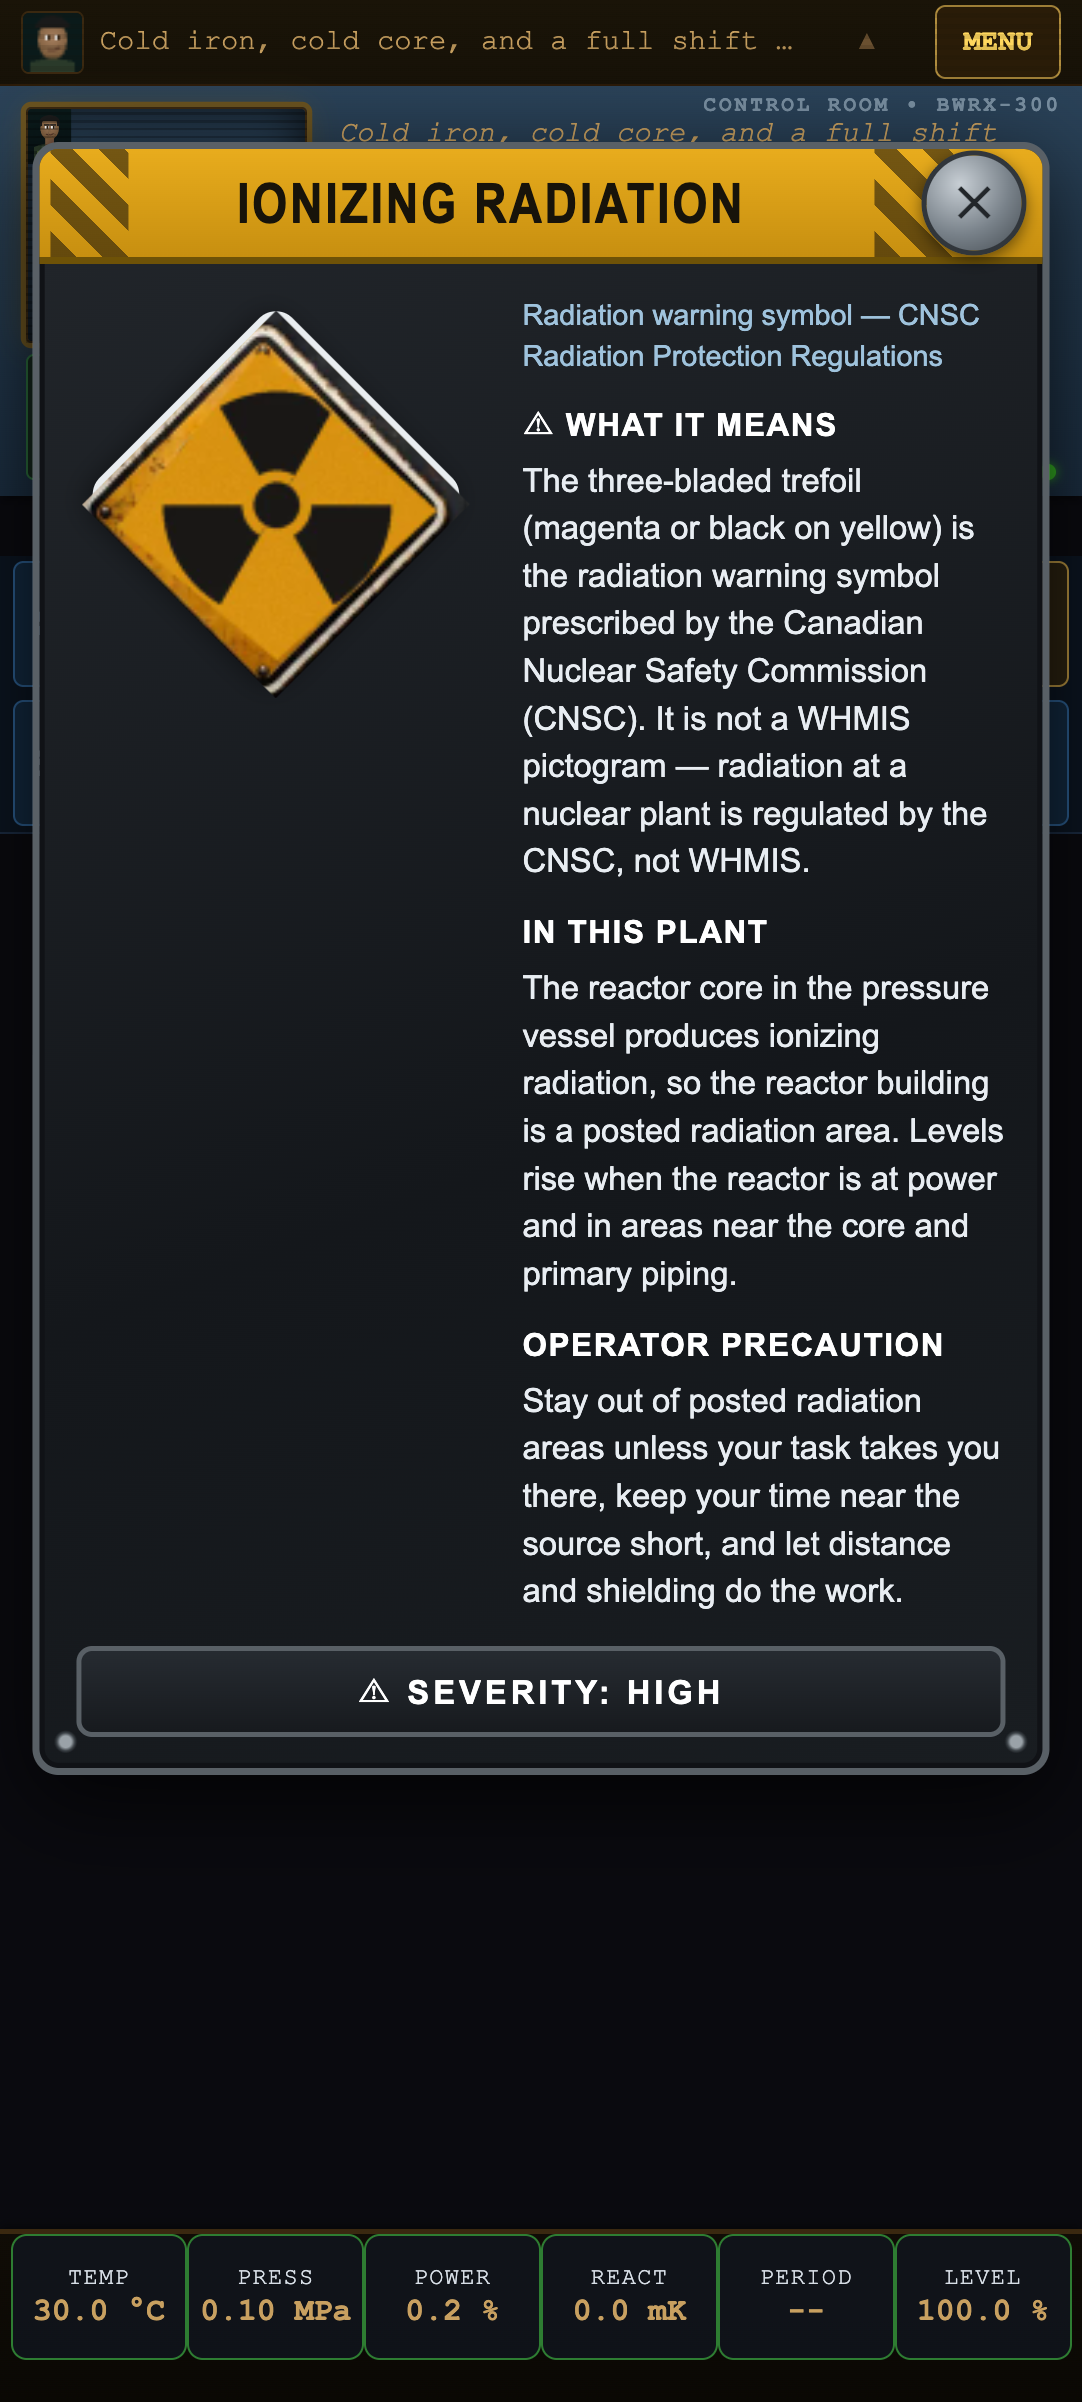 Cold iron, cold core, and a full shift …
▲
MENU
CONTROL ROOM • BWRX-300
Cold iron, cold core, and a full shift
IONIZING RADIATION
Radiation warning symbol — CNSC
Radiation Protection Regulations
⚠ WHAT IT MEANS
The three-bladed trefoil
(magenta or black on yellow) is
the radiation warning symbol
prescribed by the Canadian
Nuclear Safety Commission
(CNSC). It is not a WHMIS
pictogram — radiation at a
nuclear plant is regulated by the
CNSC, not WHMIS.
IN THIS PLANT
The reactor core in the pressure
vessel produces ionizing
radiation, so the reactor building
is a posted radiation area. Levels
rise when the reactor is at power
and in areas near the core and
primary piping.
OPERATOR PRECAUTION
Stay out of posted radiation
areas unless your task takes you
there, keep your time near the
source short, and let distance
and shielding do the work.
⚠ SEVERITY: HIGH
TEMP
30.0 °C
PRESS
0.10 MPa
POWER
0.2 %
REACT
0.0 mK
PERIOD
--
LEVEL
100.0 %